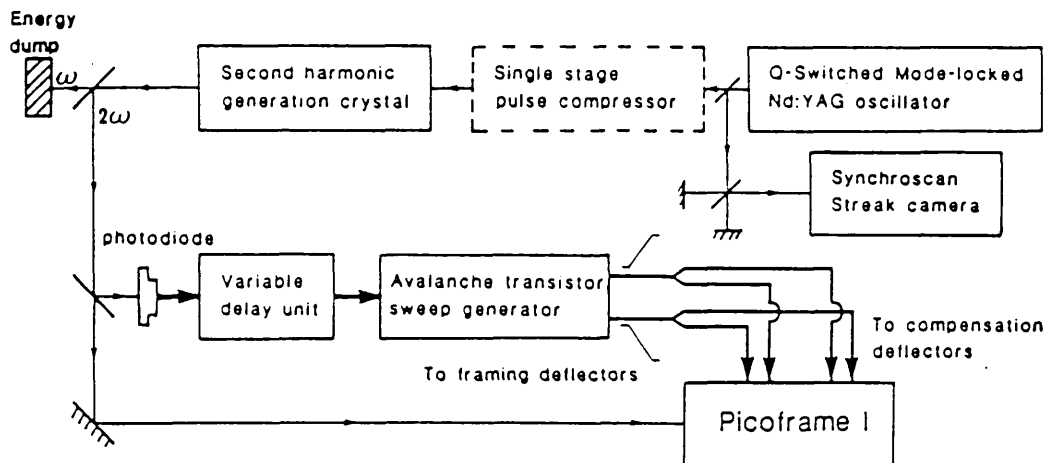 Energy
dump
ω
2ω
Second harmonic
generation crystal
Single stage
pulse compressor
Q-Switched Mode-locked
Nd:YAG oscillator
Synchroscan
Streak camera
photodiode
Variable
delay unit
Avalanche transistor
sweep generator
To compensation
deflectors
To framing deflectors
Picoframe I